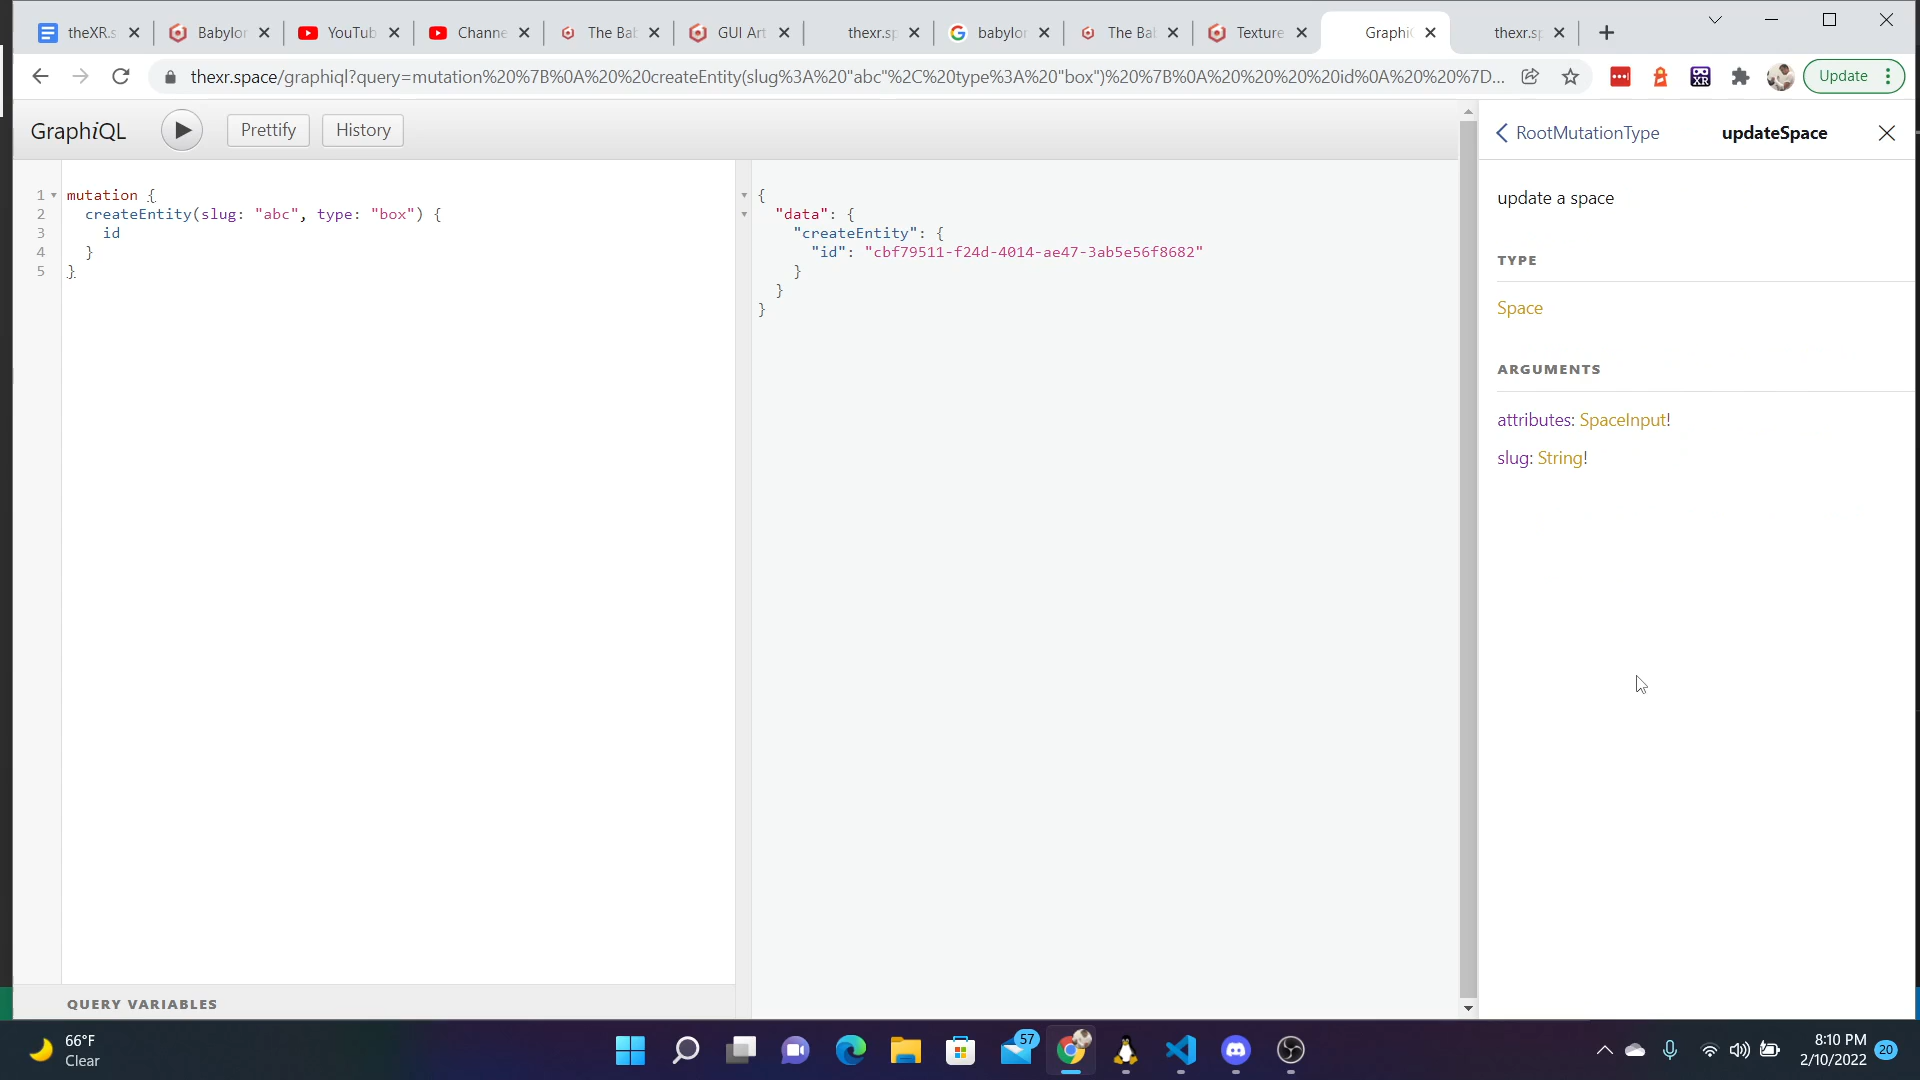 theXR.s
Babylor
YouTub
Channe
The Bab
GUI Art
thexr.sp
babylor
The Bab
Texture
GraphiQ
thexr.sp
thexr.space/graphiql?query=mutation%20%7B%0A%20%20createEntity(slug%3A%20"abc"%2C%20type%3A%20"box")%20%7B%0A%20%20%20%20id%0A%20%20%7D...
XR
Update
GraphiQL
Prettify
History
RootMutationType
updateSpace
1 mutation {
2 createEntity(slug: "abc", type: "box") {
3 id
4 }
5 }
{
"data": {
"createEntity": {
"id": "cbf79511-f24d-4014-ae47-3ab5e56f8682"
}
}
}
update a space
TYPE
Space
ARGUMENTS
attributes: SpaceInput!
slug: String!
QUERY VARIABLES
66°F
Clear
57
8:10 PM
2/10/2022
20